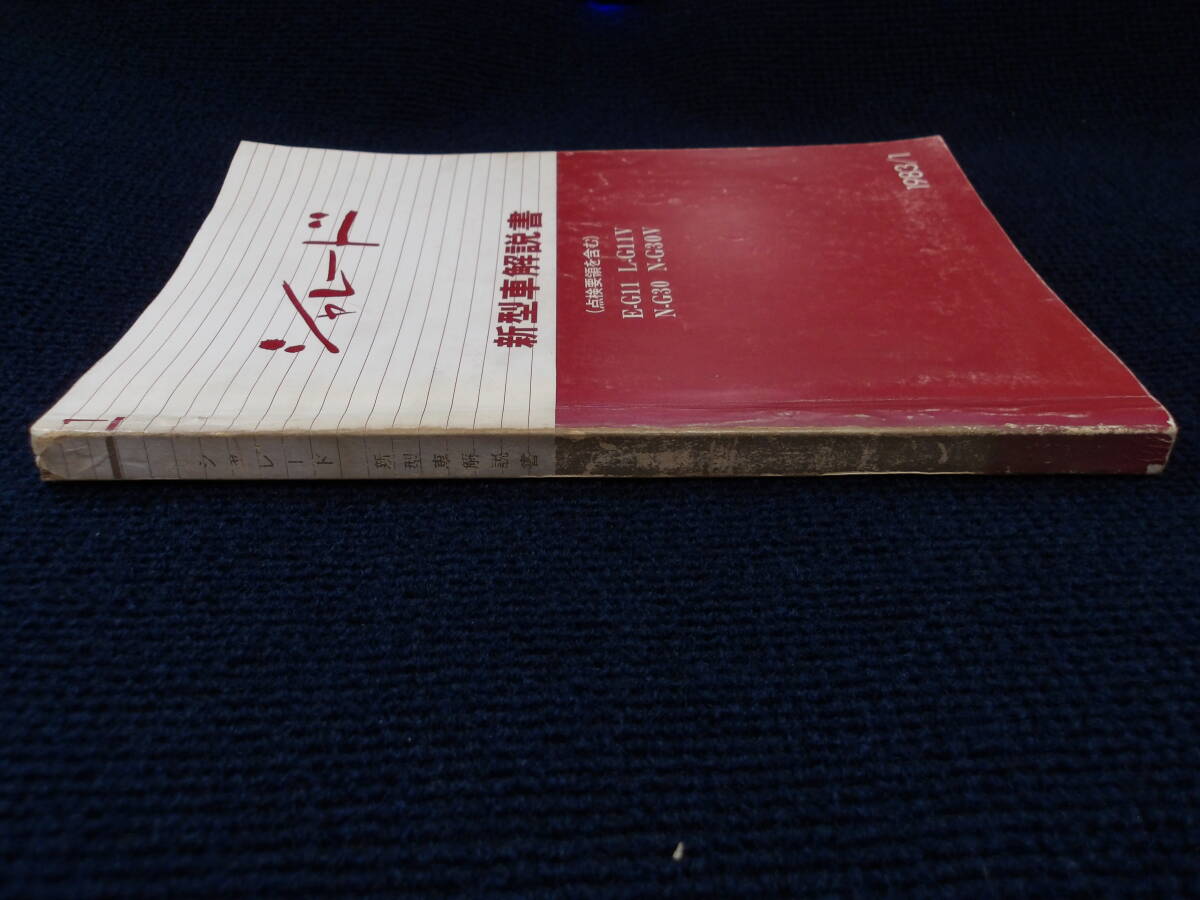 シャレード
新型車解説書
(点検要領を含む)
E-G11 L-G11V
N-G30 N-G30V
1983/1
1
シャレード 新型車解説書